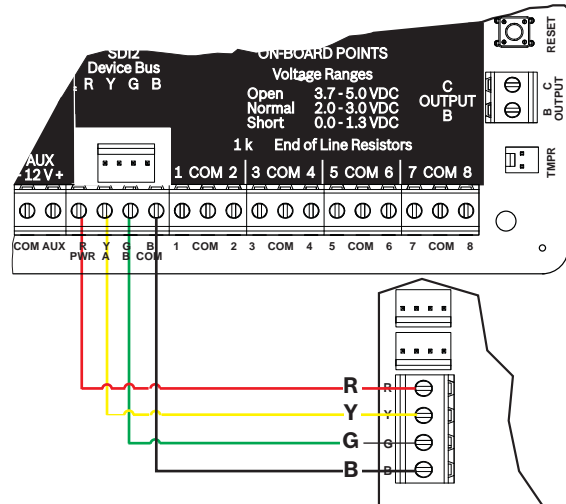 SDI2
Device Bus
R Y G B
ON-BOARD POINTS
Voltage Ranges
Open 3.7 - 5.0 VDC
Normal 2.0 - 3.0 VDC
Short 0.0 - 1.3 VDC
1 k End of Line Resistors
C
OUTPUT
B
RESET
C
OUTPUT
B
TMPR
AUX
- 12 V +
1 COM 2 3 COM 4 5 COM 6 7 COM 8
COM AUX R Y G B 1 COM 2 3 COM 4 5 COM 6 7 COM 8
PWR A B COM
R R
Y Y
G G
B B